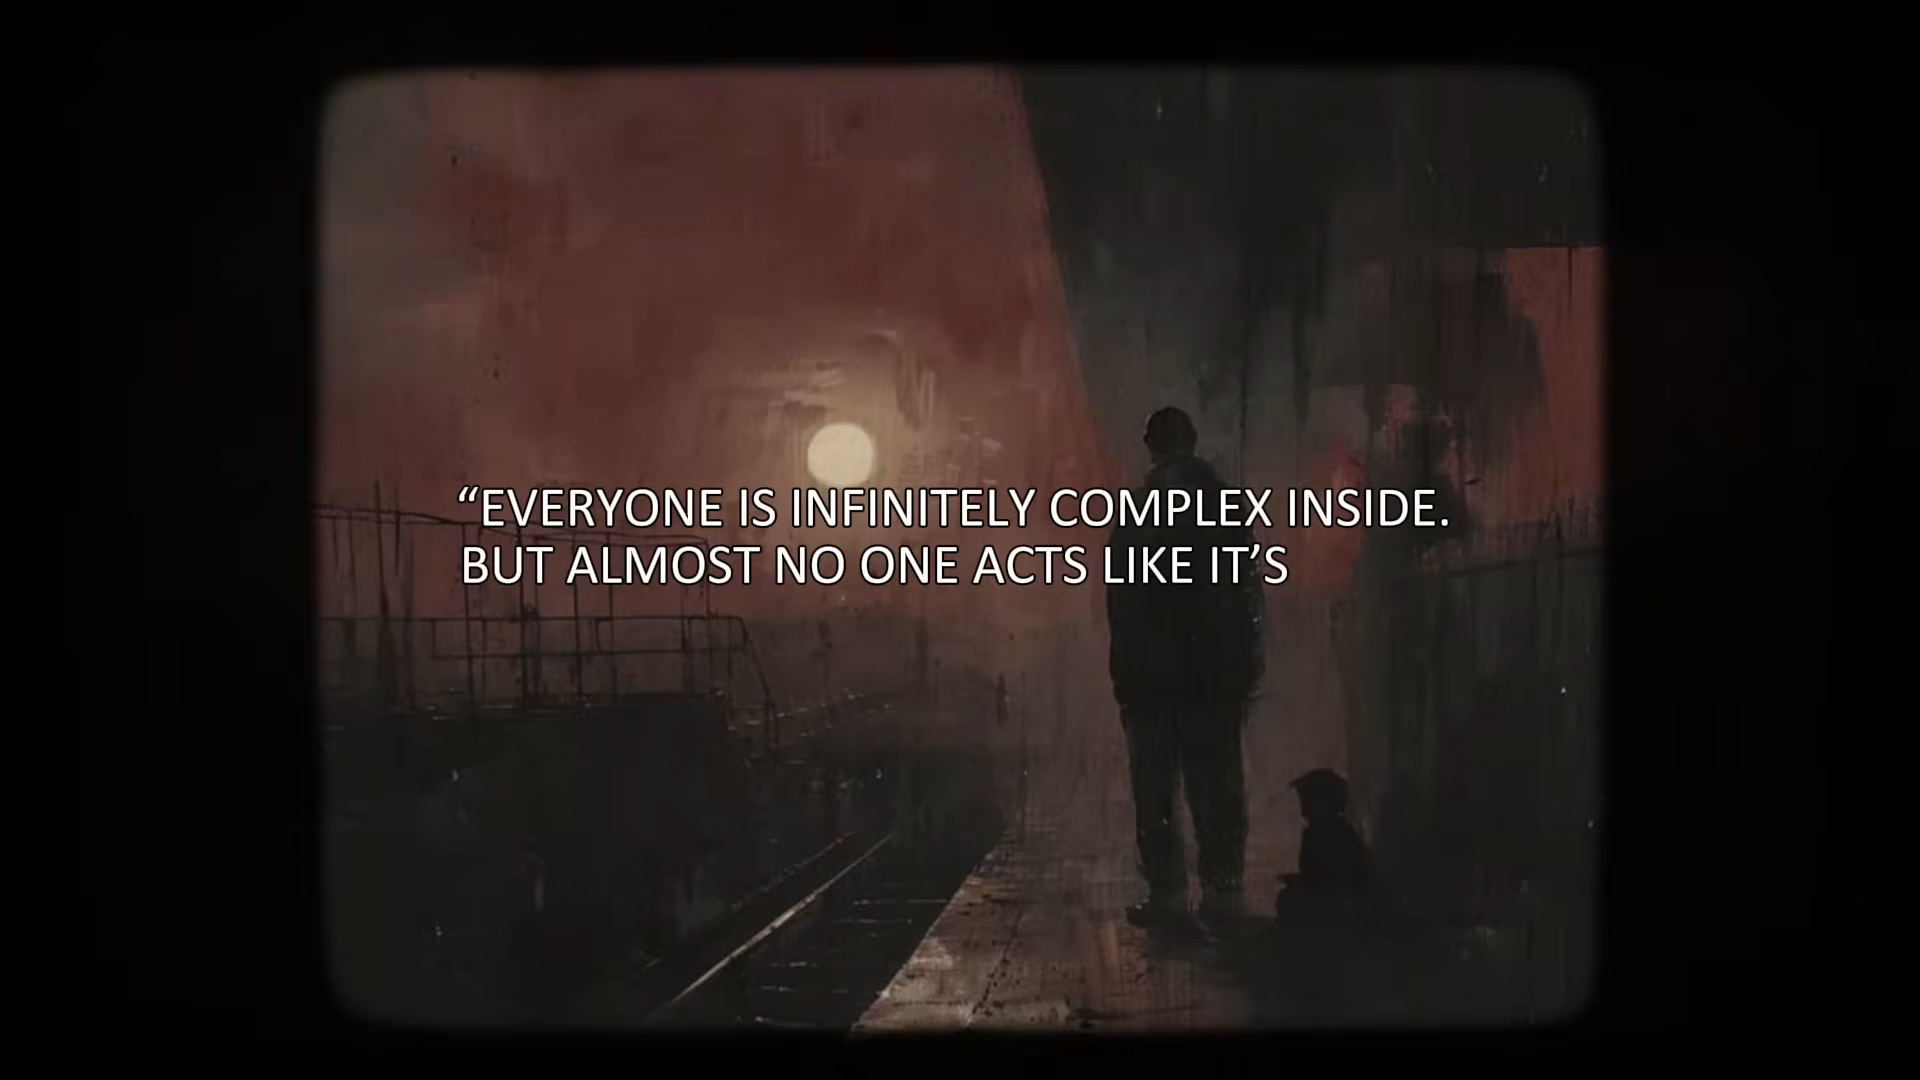 “EVERYONE IS INFINITELY COMPLEX INSIDE.
BUT ALMOST NO ONE ACTS LIKE IT’S